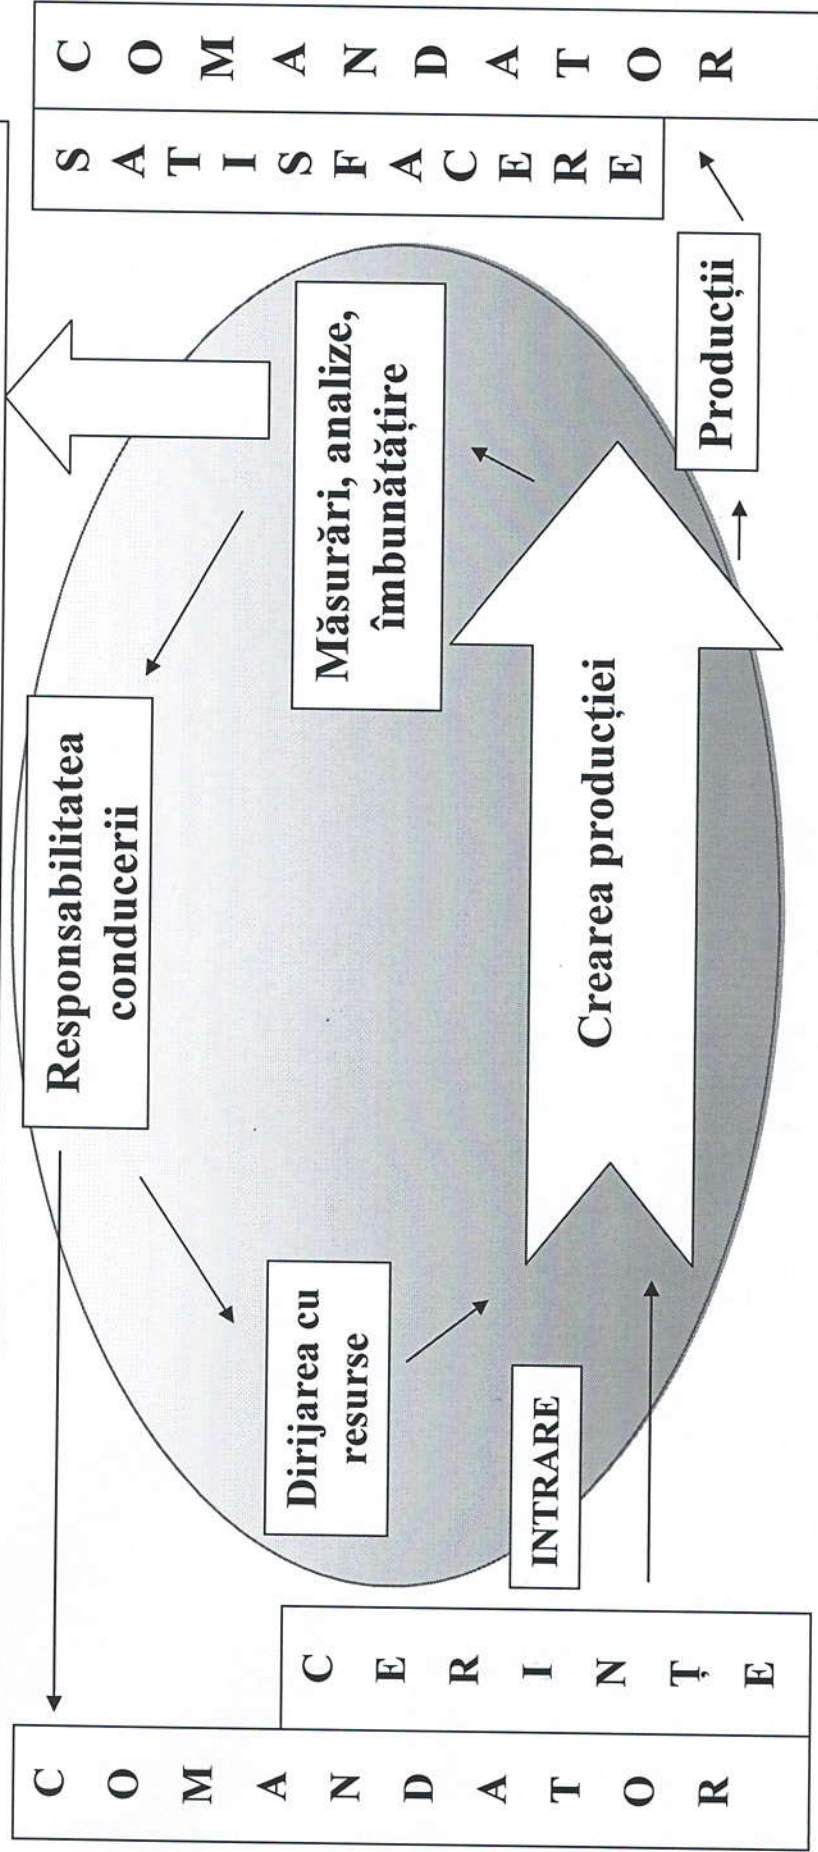 COMANDATOR
CERINȚE
INTRARE
Dirijarea cu
resurse
Responsabilitatea
conducerii
Măsurări, analize,
îmbunătățire
Crearea producției
Producții
SATISFACERE
COMANDATOR